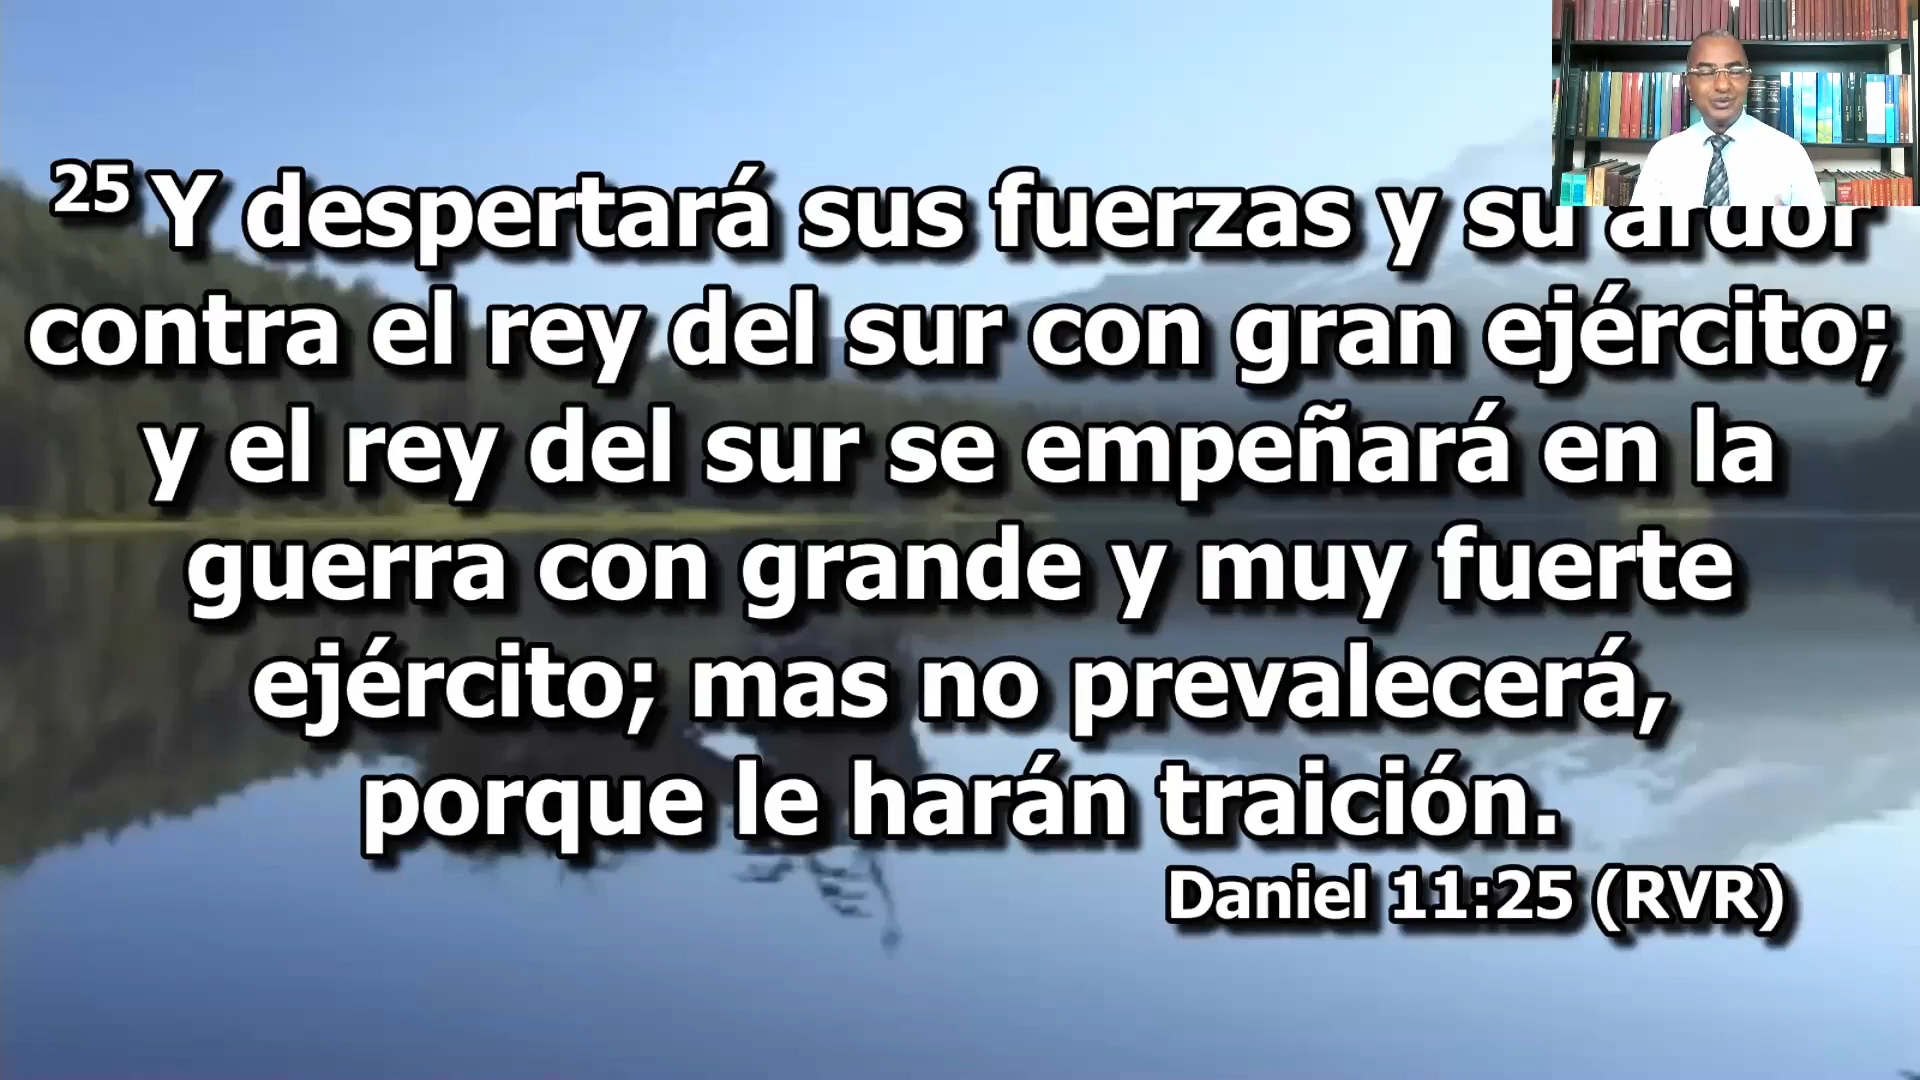 25 Y despertará sus fuerzas y su ardor
contra el rey del sur con gran ejército;
y el rey del sur se empeñará en la
guerra con grande y muy fuerte
ejército; mas no prevalecerá,
porque le harán traición.
Daniel 11:25 (RVR)